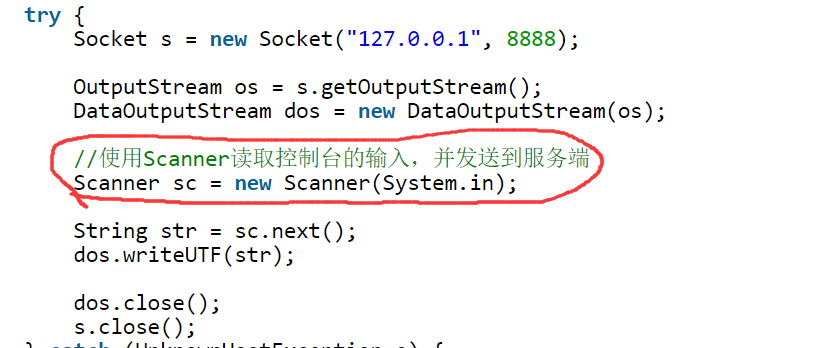 try {
Socket s = new Socket("127.0.0.1", 8888);
OutputStream os = s.getOutputStream();
DataOutputStream dos = new DataOutputStream(os);
//使用Scanner读取控制台的输入，并发送到服务端
Scanner sc = new Scanner(System.in);
String str = sc.next();
dos.writeUTF(str);
dos.close();
s.close();
} catch (UnknownHostException e) {